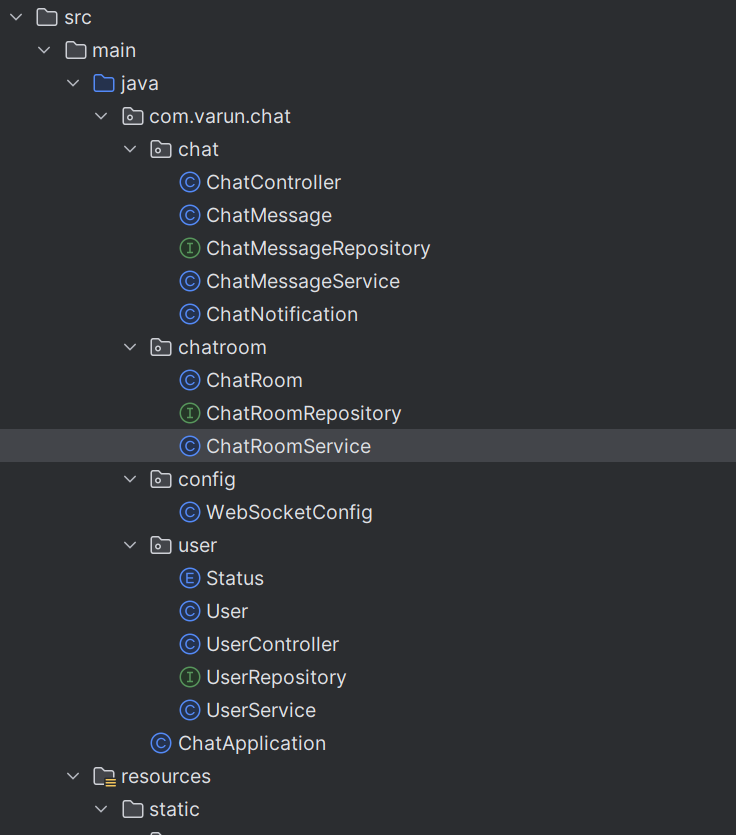 src
main
java
com.varun.chat
chat
C ChatController
C ChatMessage
I ChatMessageRepository
C ChatMessageService
C ChatNotification
chatroom
C ChatRoom
I ChatRoomRepository
C ChatRoomService
config
C WebSocketConfig
user
E Status
C User
C UserController
I UserRepository
C UserService
C ChatApplication
resources
static